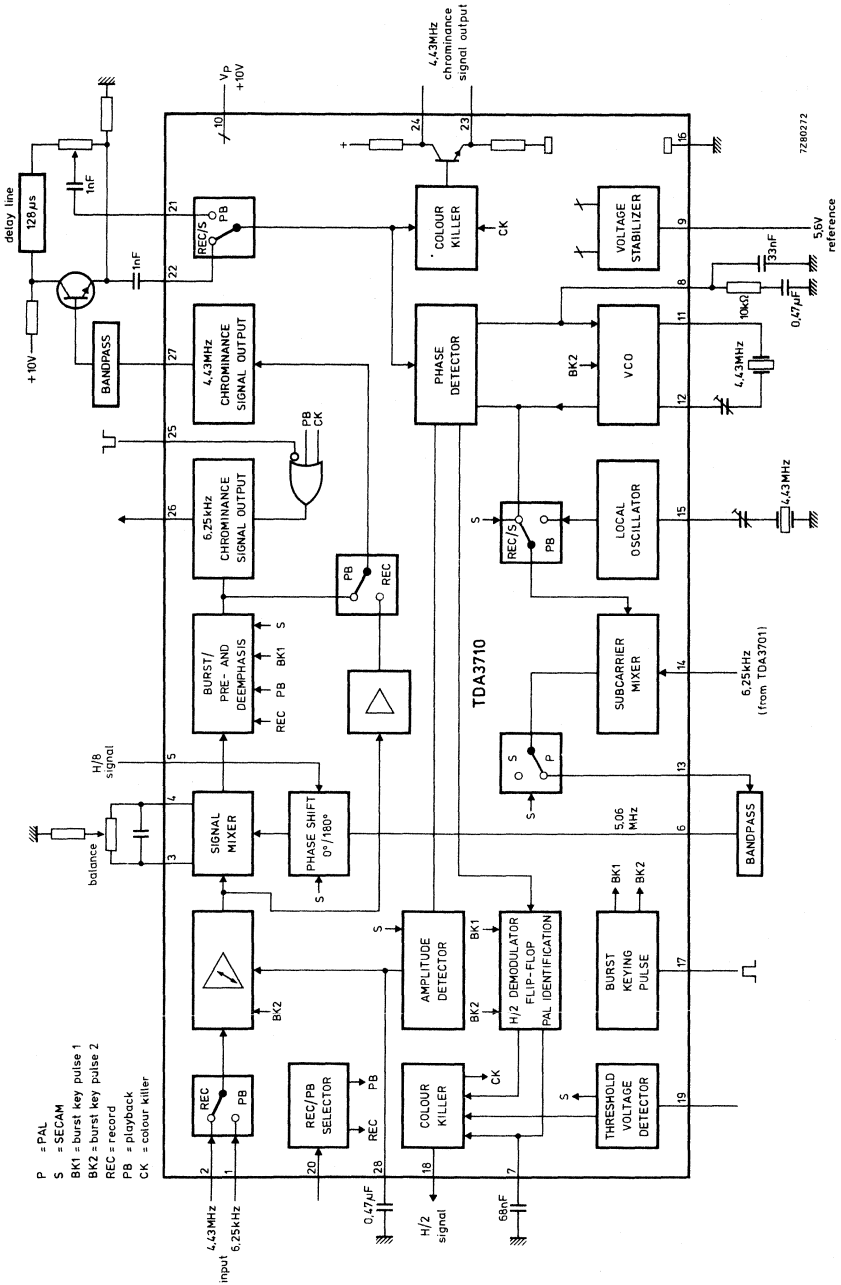 P = PAL
S = SECAM
BK1 = burst key pulse 1
BK2 = burst key pulse 2
REC = record
PB = playback
CK = colour killer
+10V
delay line
128µs
1nF
1nF
BANDPASS
balance
H/8
signal
3
4
5
26
25
27
22
21
10
VP
+10V
input
4,43MHz
6,25kHz
2
1
REC
PB
BK2
SIGNAL
MIXER
BURST/
PRE- AND
DEEMPHASIS
REC
PB
BK1
S
6,25kHz
CHROMINANCE
SIGNAL OUTPUT
PB
CK
4,43MHz
CHROMINANCE
SIGNAL OUTPUT
REC/S
PB
PHASE SHIFT
0°/180°
S
PB
REC
20
REC/PB
SELECTOR
REC
PB
28
0,47µF
AMPLITUDE
DETECTOR
S
TDA3710
PHASE
DETECTOR
COLOUR
KILLER
CK
+
24
23
4,43MHz
chrominance
signal output
18
H/2
signal
COLOUR
KILLER
CK
BK2
BK1
H/2 DEMODULATOR
FLIP-FLOP
PAL IDENTIFICATION
7
68nF
S
P
S
S
REC/S
PB
BK2
VCO
8
THRESHOLD
VOLTAGE
DETECTOR
S
BURST
KEYING
PULSE
BK1
BK2
5,06
MHz
SUBCARRIER
MIXER
LOCAL
OSCILLATOR
VOLTAGE
STABILIZER
19
17
6
13
14
15
12
11
9
16
BANDPASS
6,25kHz
(from TDA3701)
4,43MHz
4,43MHz
10kΩ
0,47µF
33nF
5,6V
reference
7Z80272